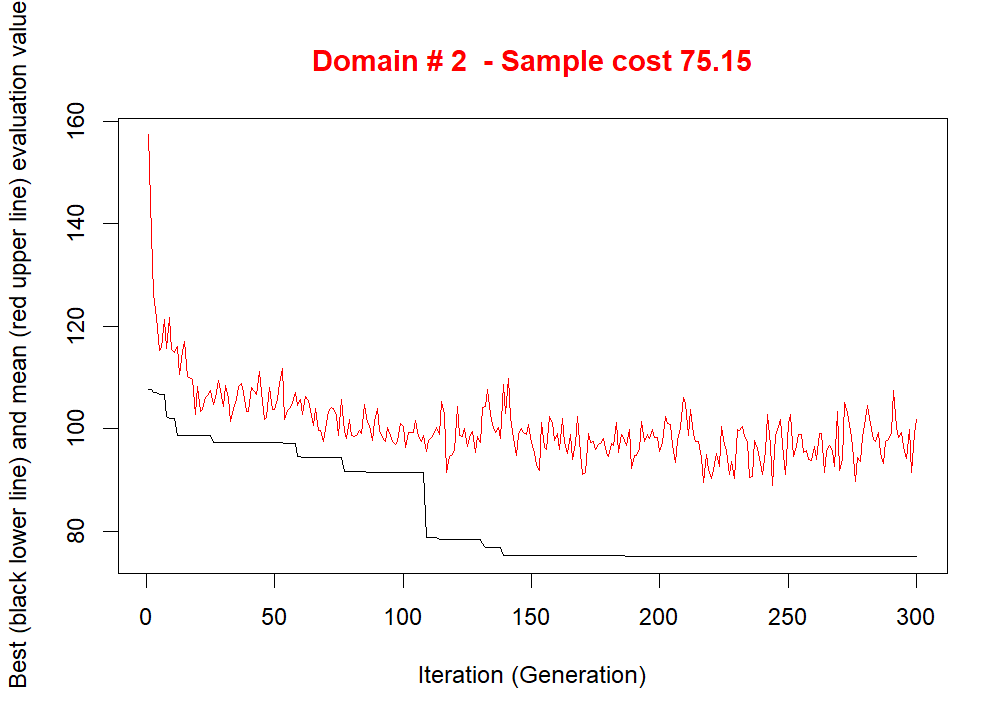 Domain # 2  - Sample cost 75.15
Best (black lower line) and mean (red upper line) evaluation value
160
140
120
100
80
0 50 100 150 200 250 300
Iteration (Generation)